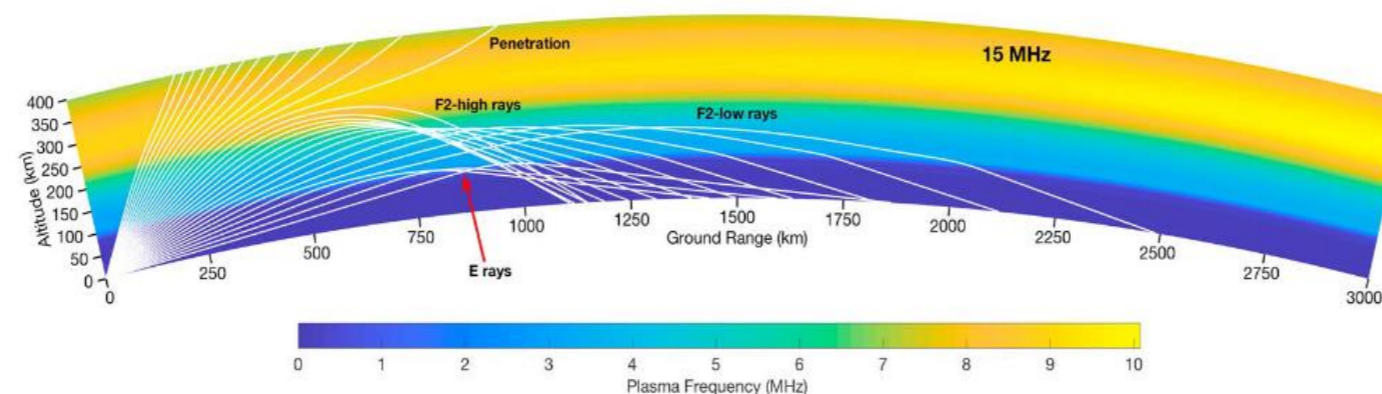 Penetration
15 MHz
F2-high rays
F2-low rays
400
350
300
250
200
150
100
50
0
Altitude (km)
0
250
500
750
1000
1250
1500
1750
2000
2250
2500
2750
3000
Ground Range (km)
E rays
0 1 2 3 4 5 6 7 8 9 10
Plasma Frequency (MHz)